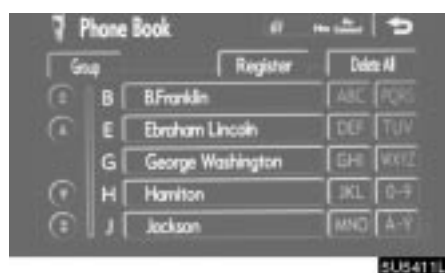 Phone Book
Group Register Delete All
B B.Franklin ABC PQRS
E Ebraham Lincoln DEF TUV
G George Washington GHI WXYZ
H Hamilton JKL 0-9
J Jackson MNO A-Y
5U5411L